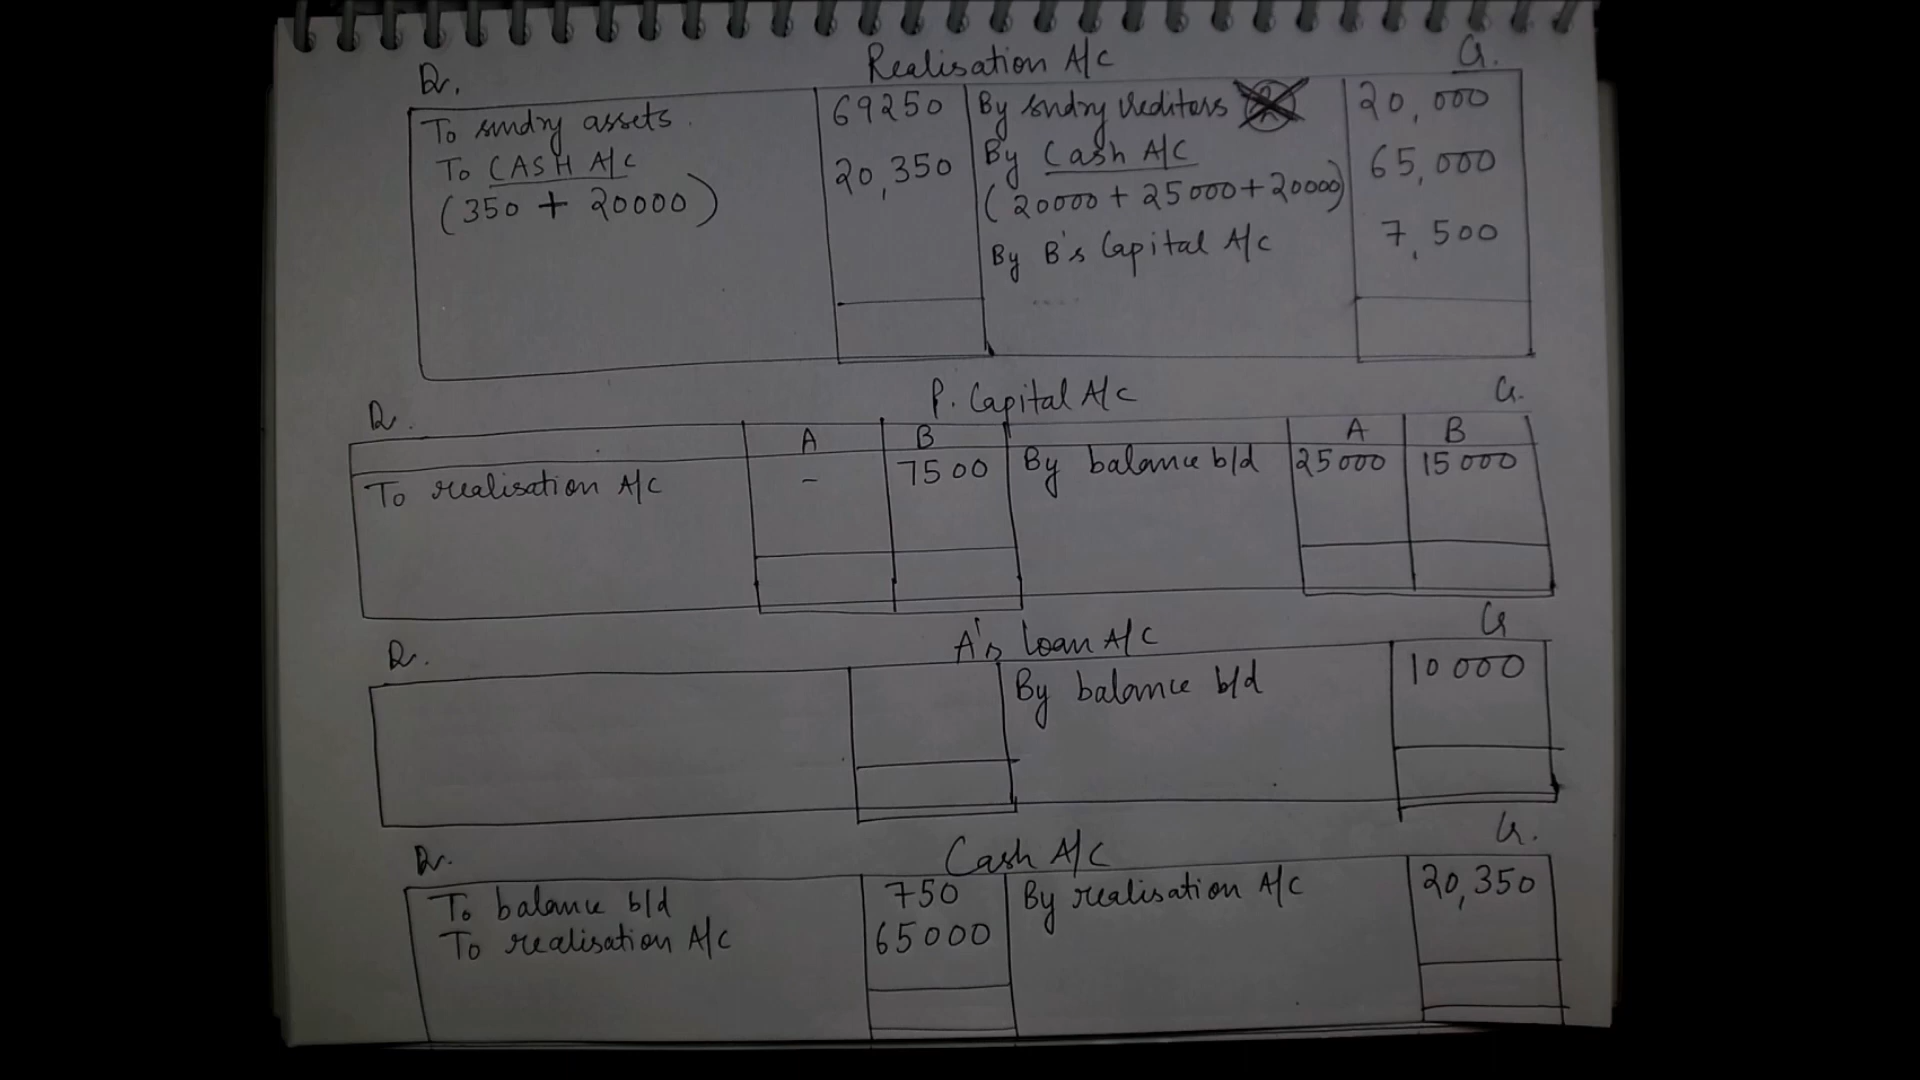 Realisation A/C
Dr.
Cr.
To sundry assets. 69250 By sndry creditors 20,000
To CASH A/C 20,350 By Cash A/C 65,000
(350 + 20000) (20000 + 25000 + 20000)
By B's Capital A/C 7,500
P. Capital A/C
Dr.
Cr.
A B A B
To realisation A/C - 7500 By balance b/d 25000 15000
A's loan A/C
Dr.
Cr
By balance b/d 10000
Cash A/C
Dr.
Cr.
To balance b/d 750 By realisation A/C 20,350
To realisation A/C 65000